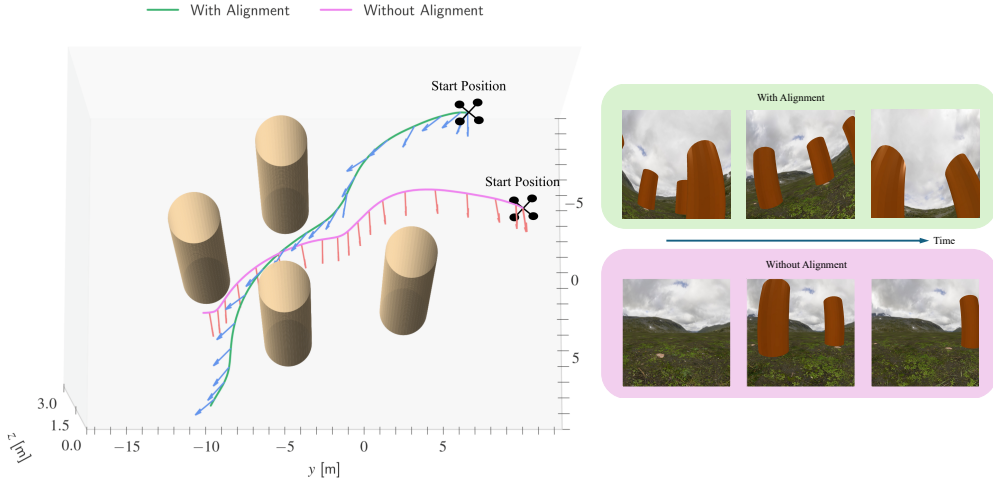 With Alignment
Without Alignment
Start Position
Start Position
−5
0
5
3.0
1.5
0.0
z [m]
−15
−10
−5
0
5
y [m]
With Alignment
Time
Without Alignment